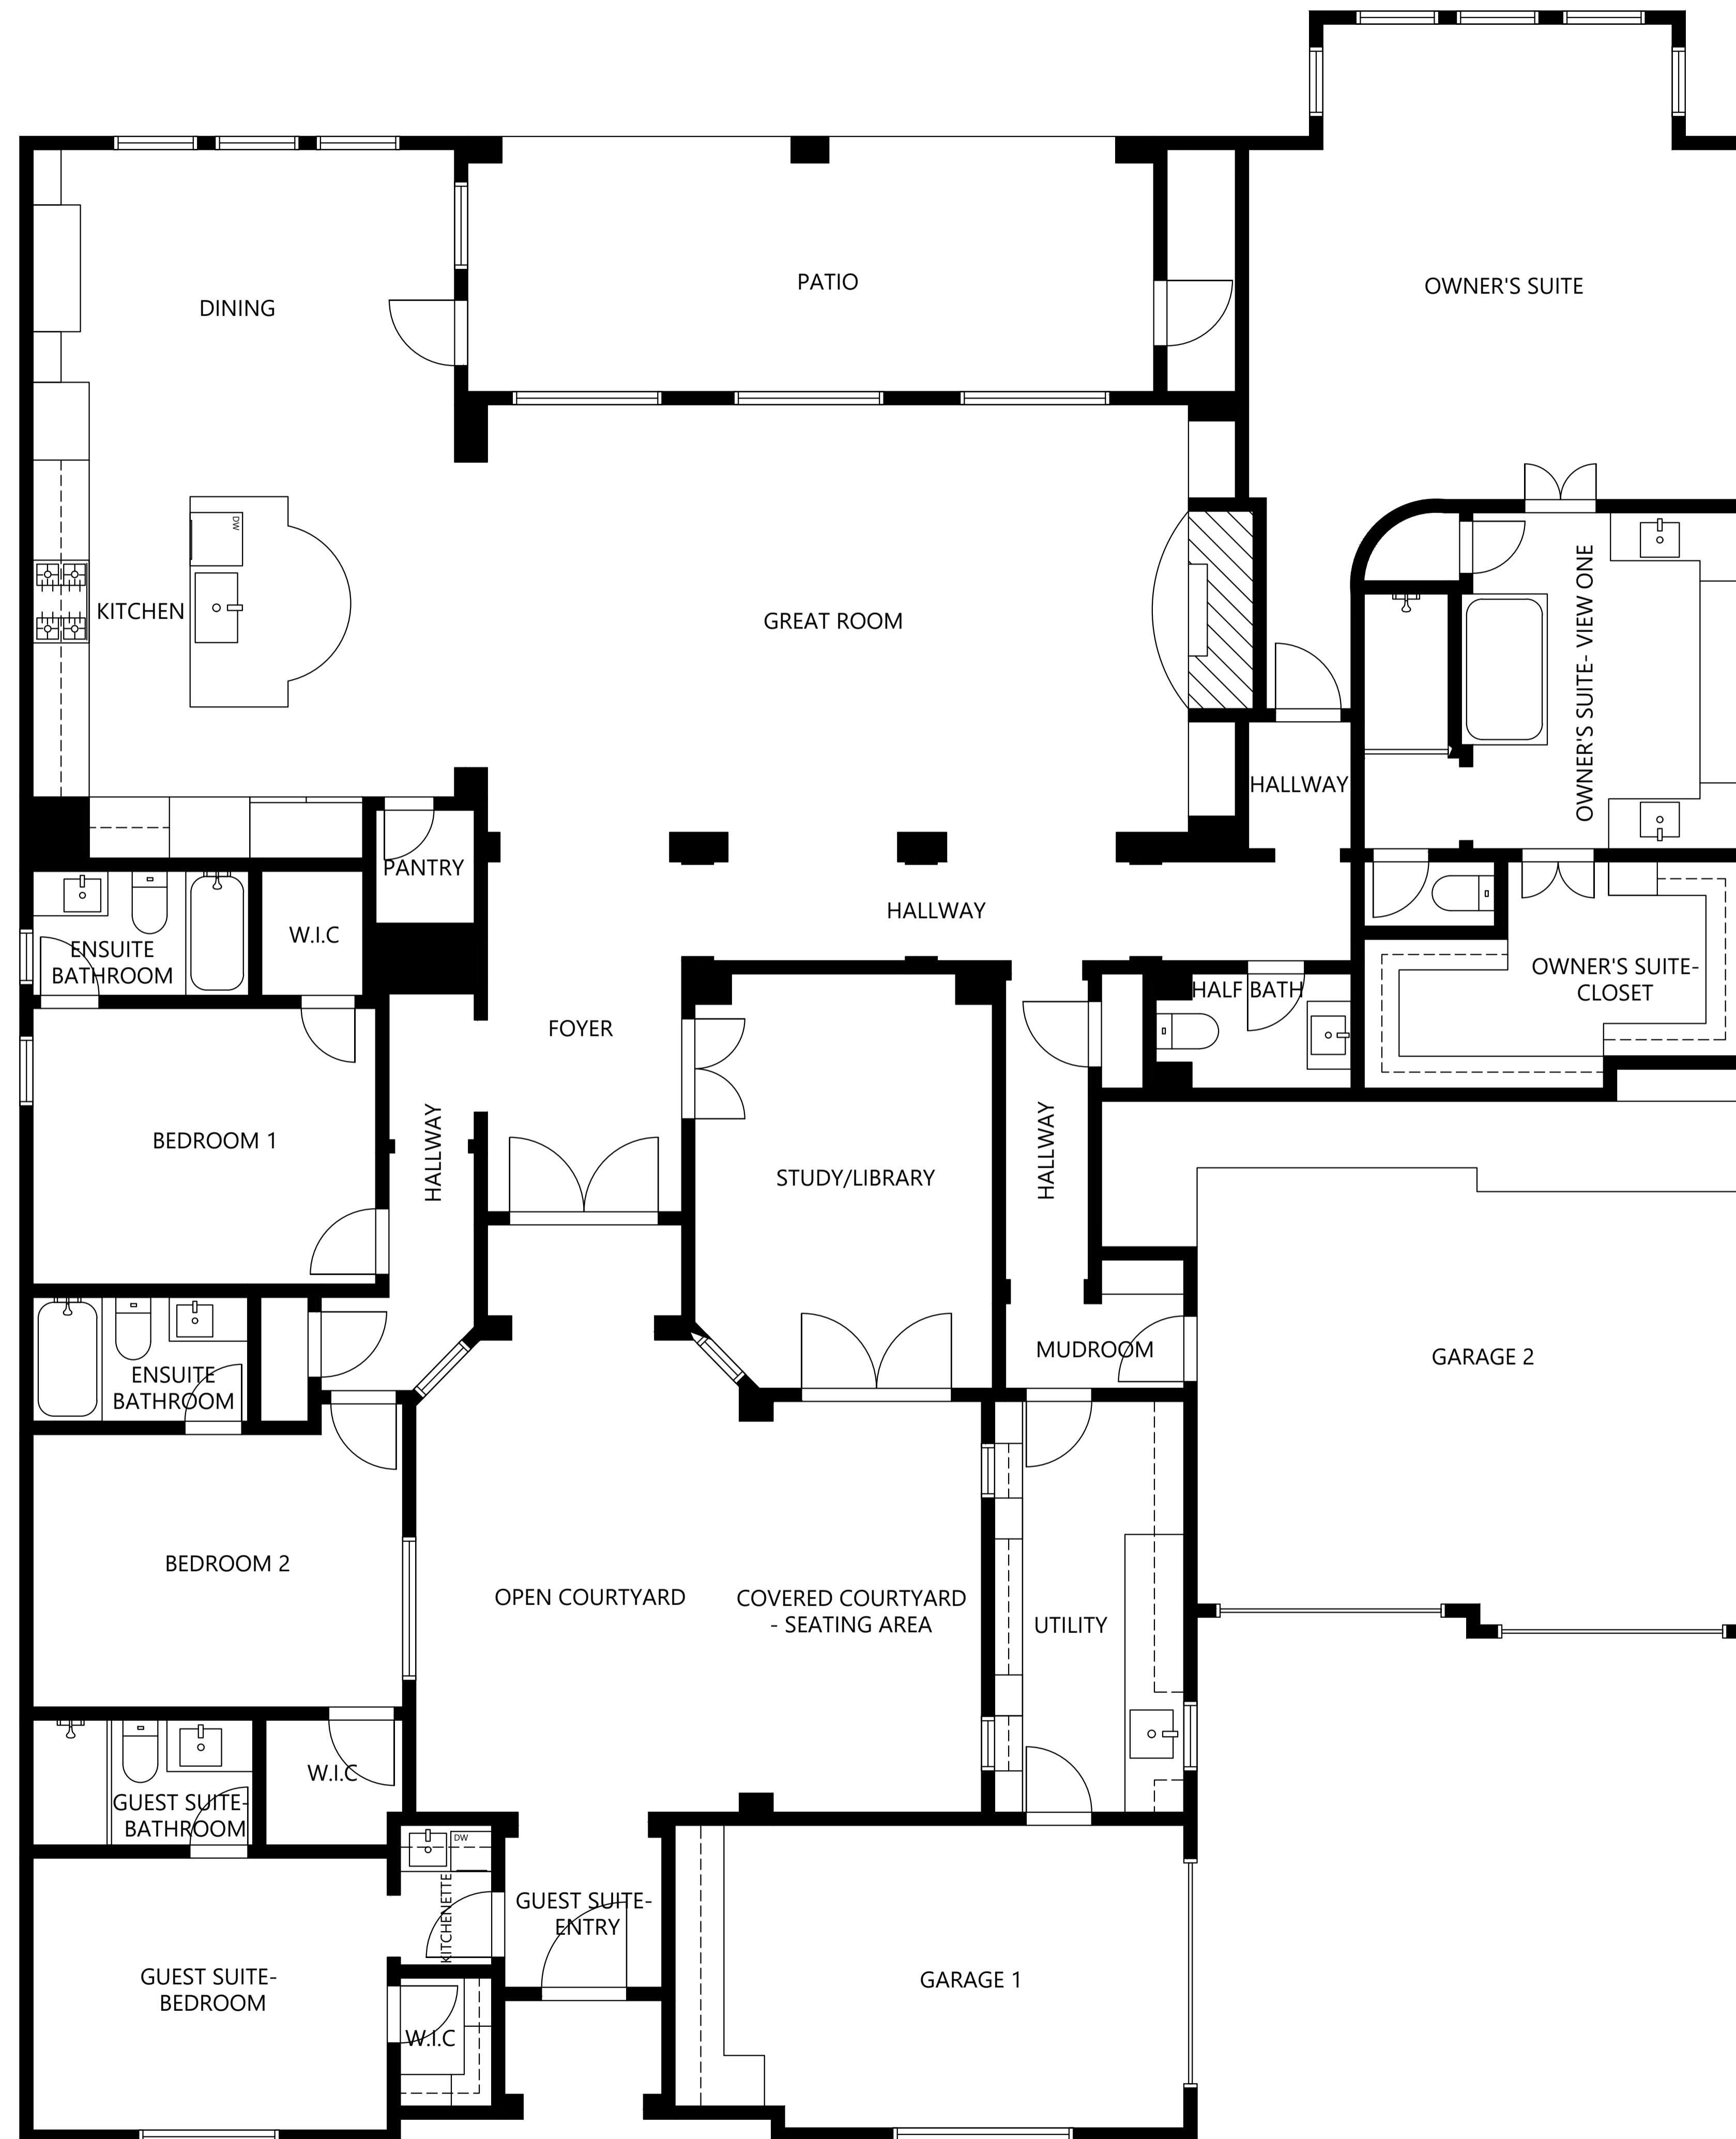 OWNER'S SUITE
PATIO
DINING
DW
KITCHEN
GREAT ROOM
OWNER'S SUITE- VIEW ONE
HALLWAY
PANTRY
HALLWAY
W.I.C
ENSUITE
BATHROOM
OWNER'S SUITE-
CLOSET
HALF BATH
FOYER
BEDROOM 1
HALLWAY
HALLWAY
STUDY/LIBRARY
MUDROOM
GARAGE 2
ENSUITE
BATHROOM
BEDROOM 2
OPEN COURTYARD
COVERED COURTYARD
- SEATING AREA
UTILITY
W.I.C
GUEST SUITE-
BATHROOM
DW
KITCHENETTE
GUEST SUITE-
ENTRY
GUEST SUITE-
BEDROOM
GARAGE 1
W.I.C